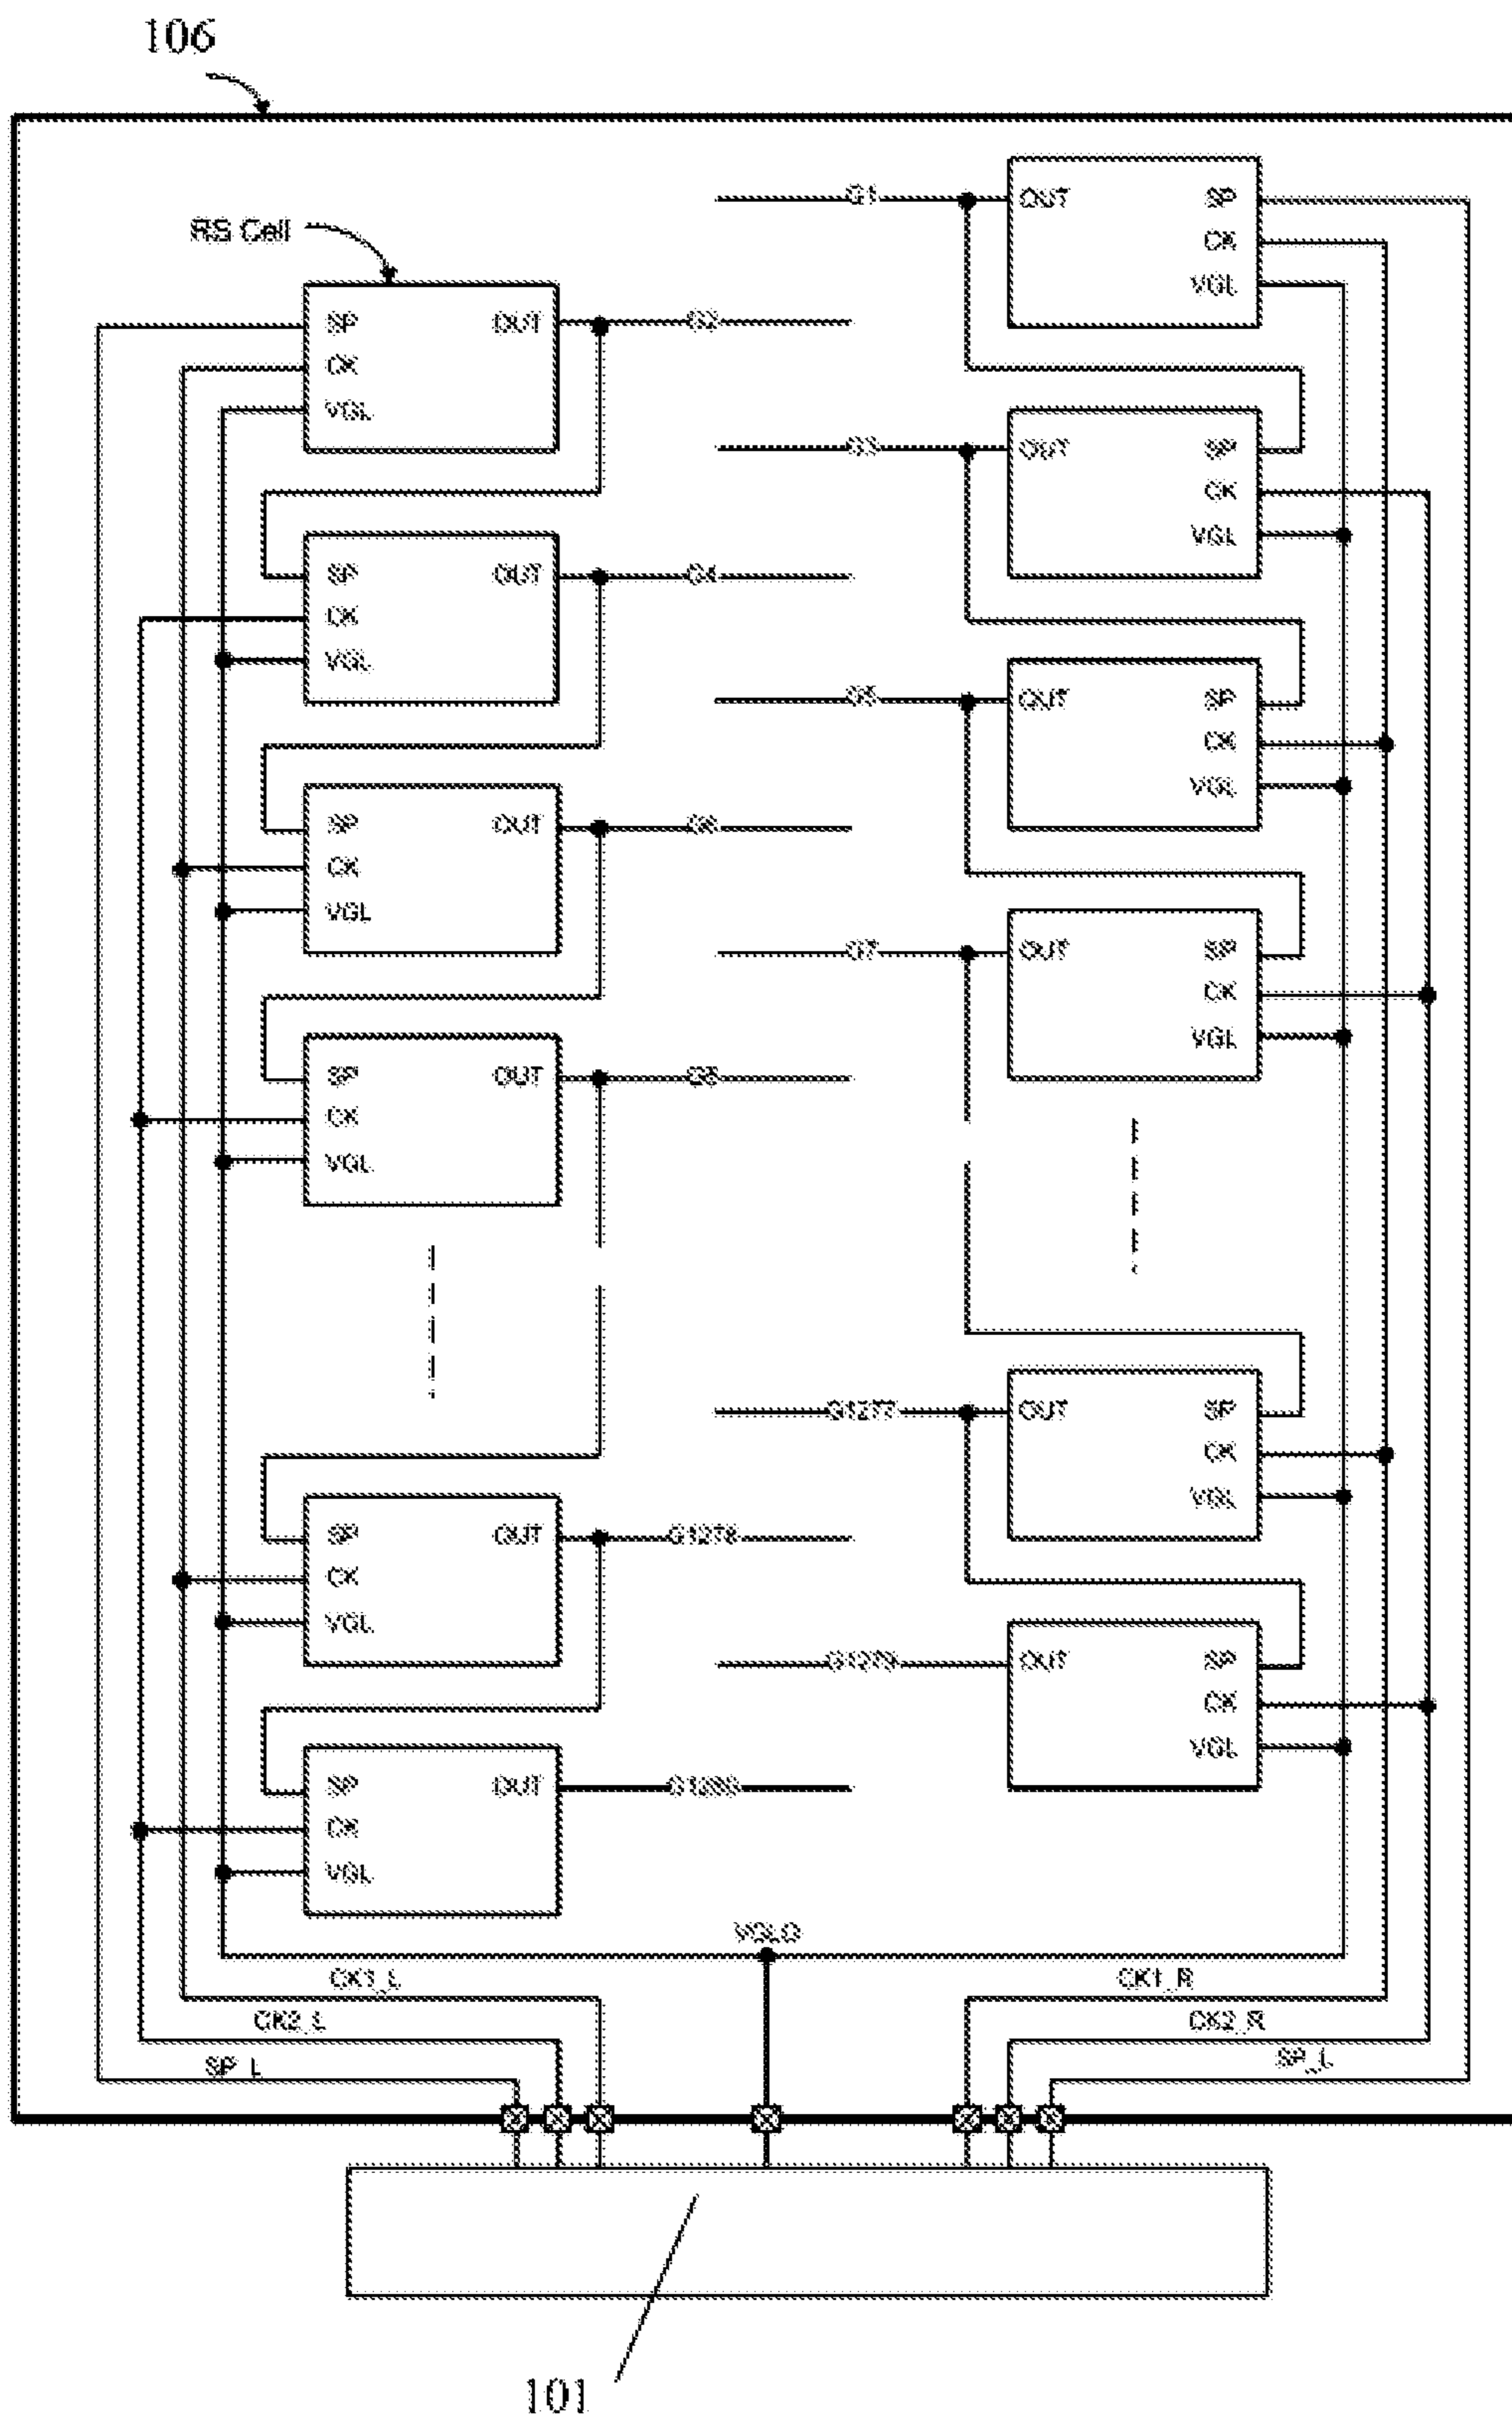 106
G1
OUT SP
CK
VGL
RS Cell
SP OUT
CK
VGL
G2
G3
OUT SP
CK
VGL
SP OUT
CK
VGL
G4
G5
OUT SP
CK
VGL
SP OUT
CK
VGL
G6
G7
OUT SP
CK
VGL
SP OUT
CK
VGL
G8
G1277
OUT SP
CK
VGL
SP OUT
CK
VGL
G1278
G1279
OUT SP
CK
VGL
SP OUT
CK
VGL
G1280
VGLO
CK1_L
CK1_R
CK2_L
CK2_R
SP_L
SP_L
101